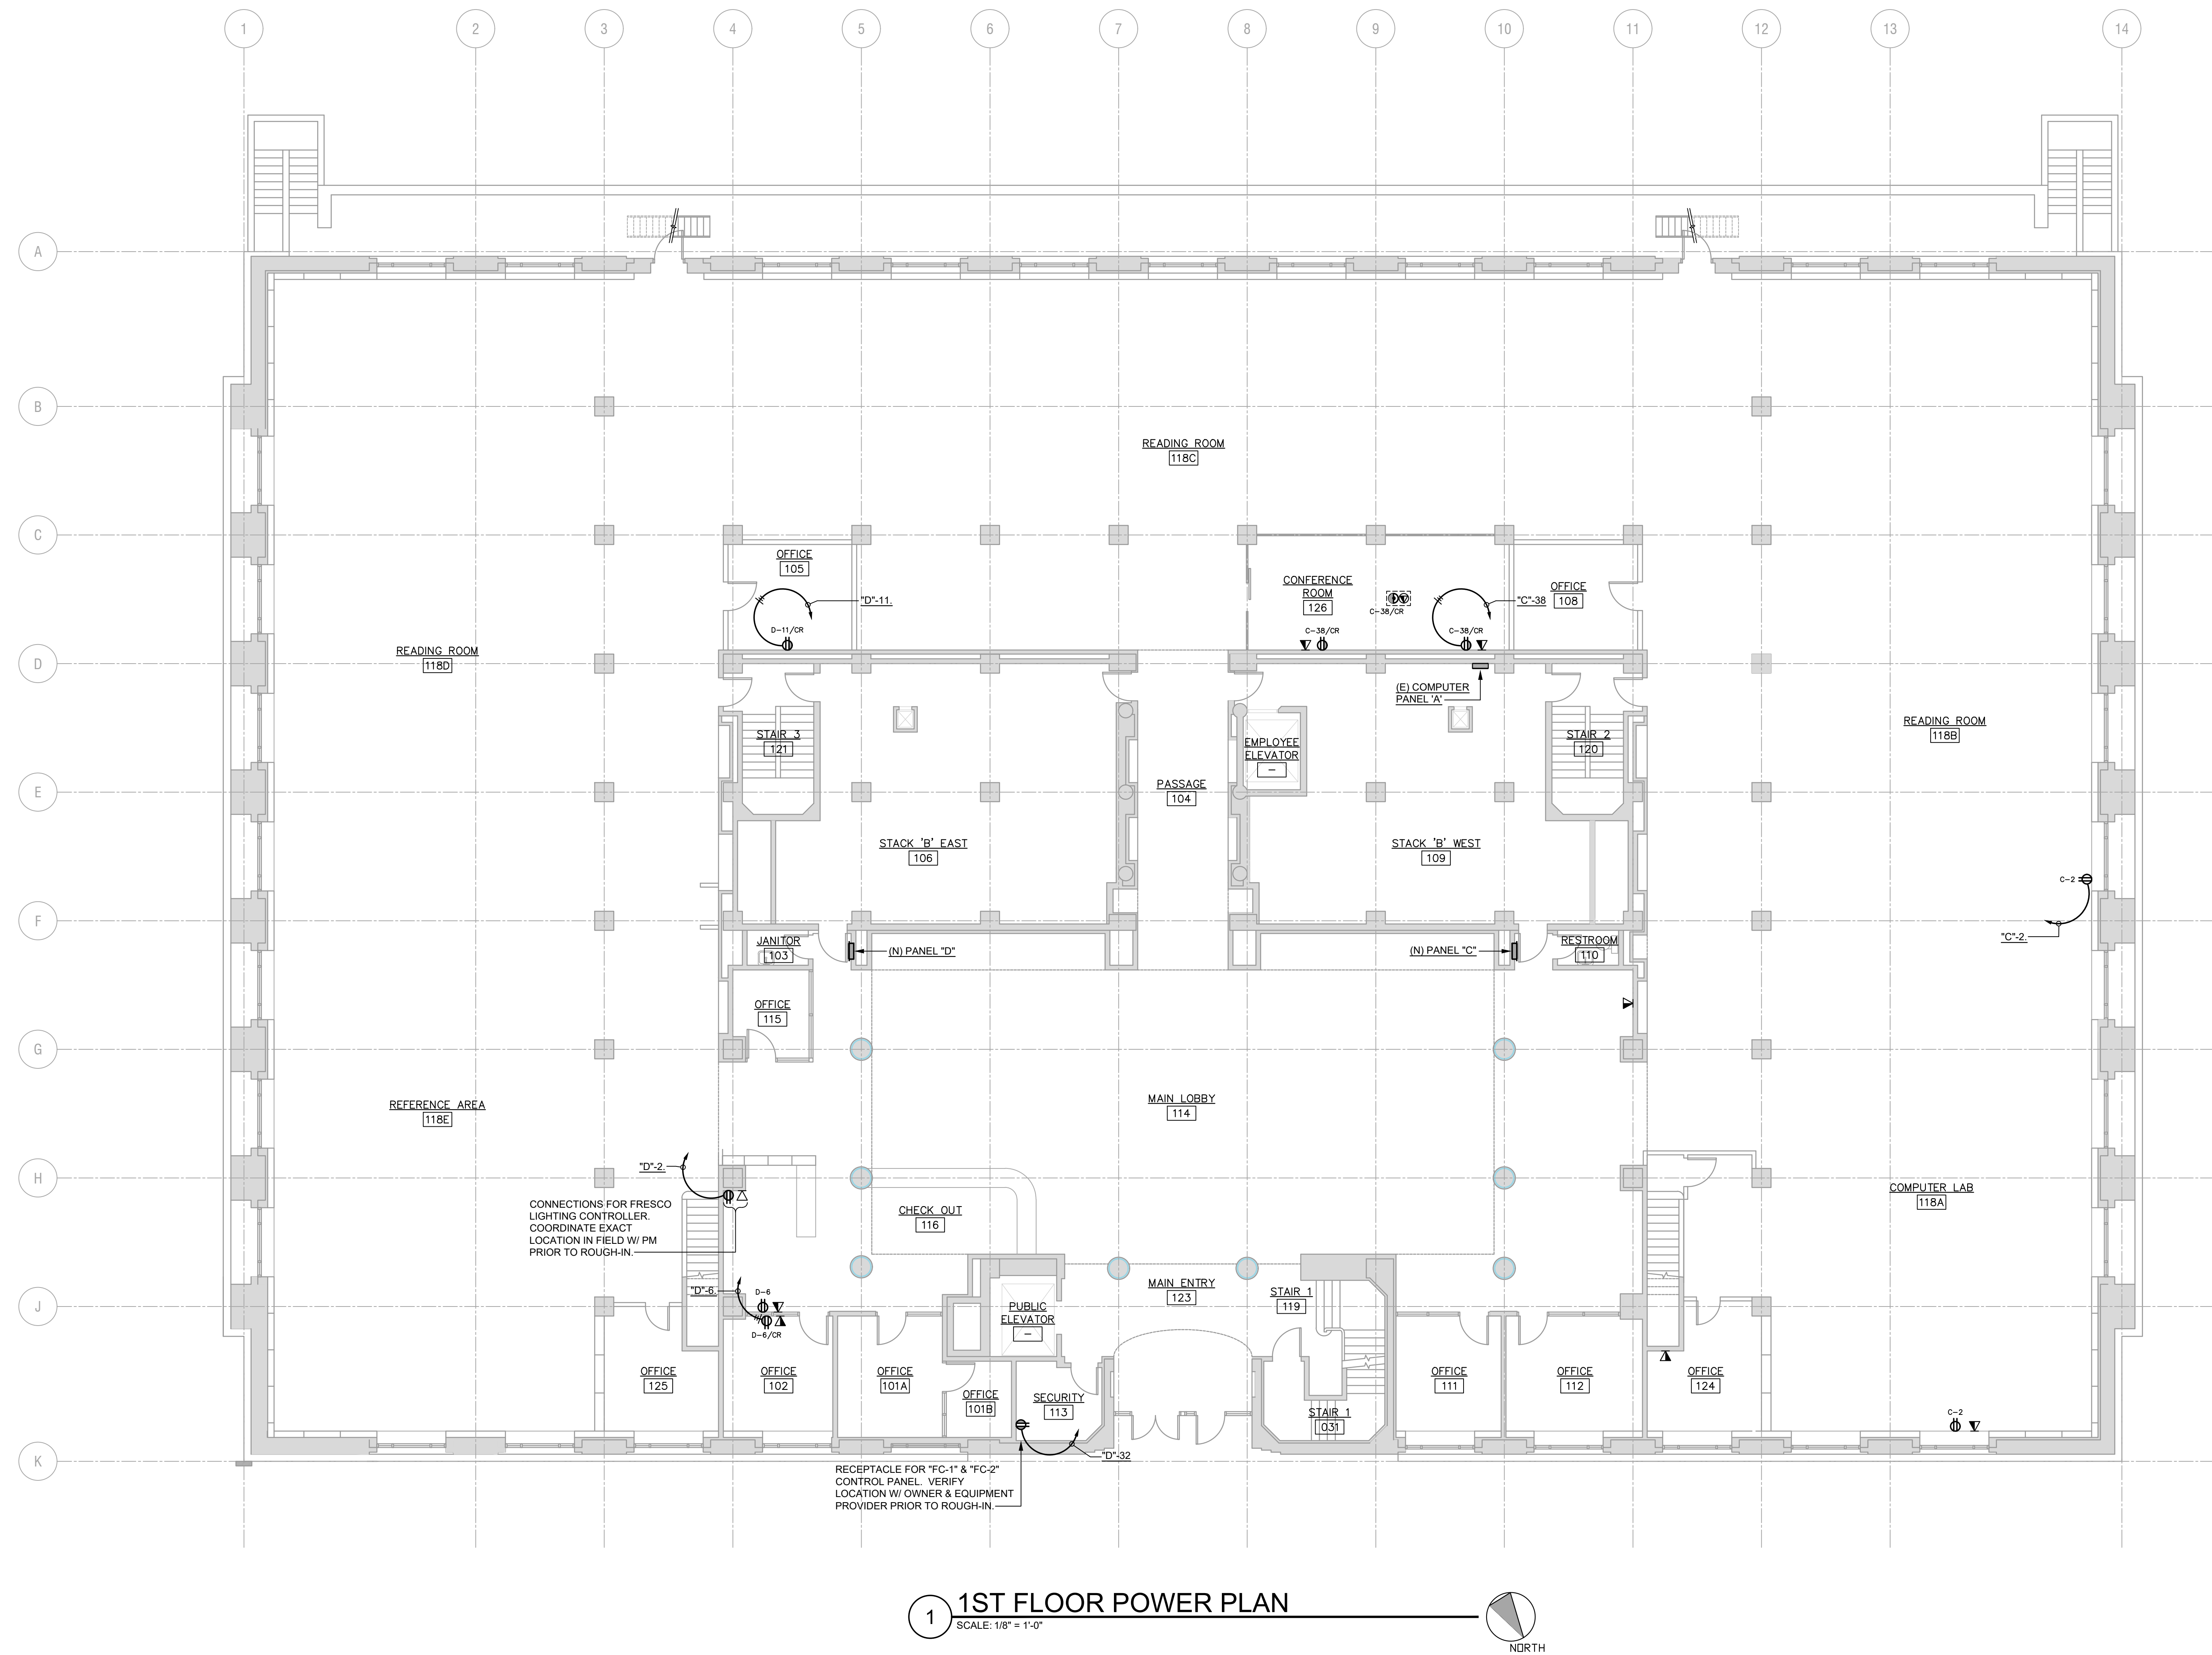 1 2 3 4 5 6 7 8 9 10 11 12 13 14
A
B
READING ROOM
118C
C
OFFICE
105
"D"-11.
D-11/CR
CONFERENCE
ROOM
126
C-38/CR
C-38/CR
C-38/CR
"C"-38
OFFICE
108
READING ROOM
118D
D
(E) COMPUTER
PANEL 'A'
STAIR 3
121
EMPLOYEE
ELEVATOR
-
STAIR 2
120
READING ROOM
118B
E
PASSAGE
104
STACK 'B' EAST
106
STACK 'B' WEST
109
C-2
"C"-2.
F
JANITOR
103
(N) PANEL "D"
(N) PANEL "C"
RESTROOM
110
OFFICE
115
G
REFERENCE AREA
118E
MAIN LOBBY
114
H
"D"-2.
CONNECTIONS FOR FRESCO
LIGHTING CONTROLLER.
COORDINATE EXACT
LOCATION IN FIELD W/ PM
PRIOR TO ROUGH-IN.
CHECK OUT
116
COMPUTER LAB
118A
"D"-6.
D-6
D-6/CR
J
PUBLIC
ELEVATOR
-
MAIN ENTRY
123
STAIR 1
119
OFFICE
125
OFFICE
102
OFFICE
101A
OFFICE
101B
SECURITY
113
STAIR 1
031
OFFICE
111
OFFICE
112
OFFICE
124
C-2
K
"D"-32
RECEPTACLE FOR "FC-1" & "FC-2"
CONTROL PANEL. VERIFY
LOCATION W/ OWNER & EQUIPMENT
PROVIDER PRIOR TO ROUGH-IN.
1
1ST FLOOR POWER PLAN
SCALE: 1/8" = 1'-0"
NORTH